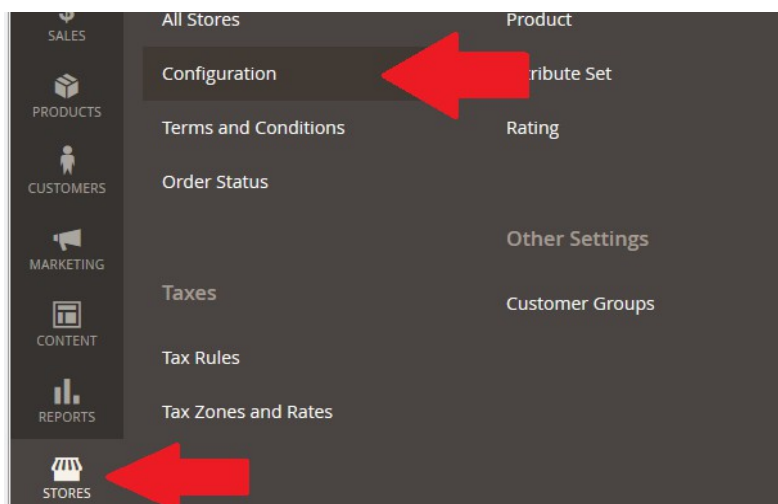 SALES
PRODUCTS
CUSTOMERS
MARKETING
CONTENT
REPORTS
STORES
All Stores
Configuration
Terms and Conditions
Order Status
Taxes
Tax Rules
Tax Zones and Rates
Product
ribute Set
Rating
Other Settings
Customer Groups